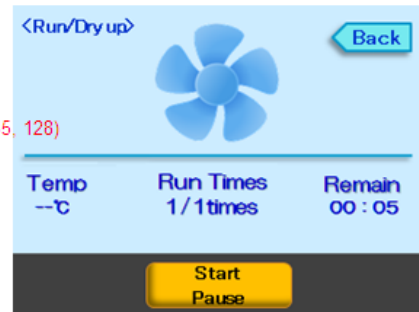 <Run/Dry up>
Back
5, 128)
Temp
Run Times
Remain
--℃
1/1times
00 : 05
Start
Pause